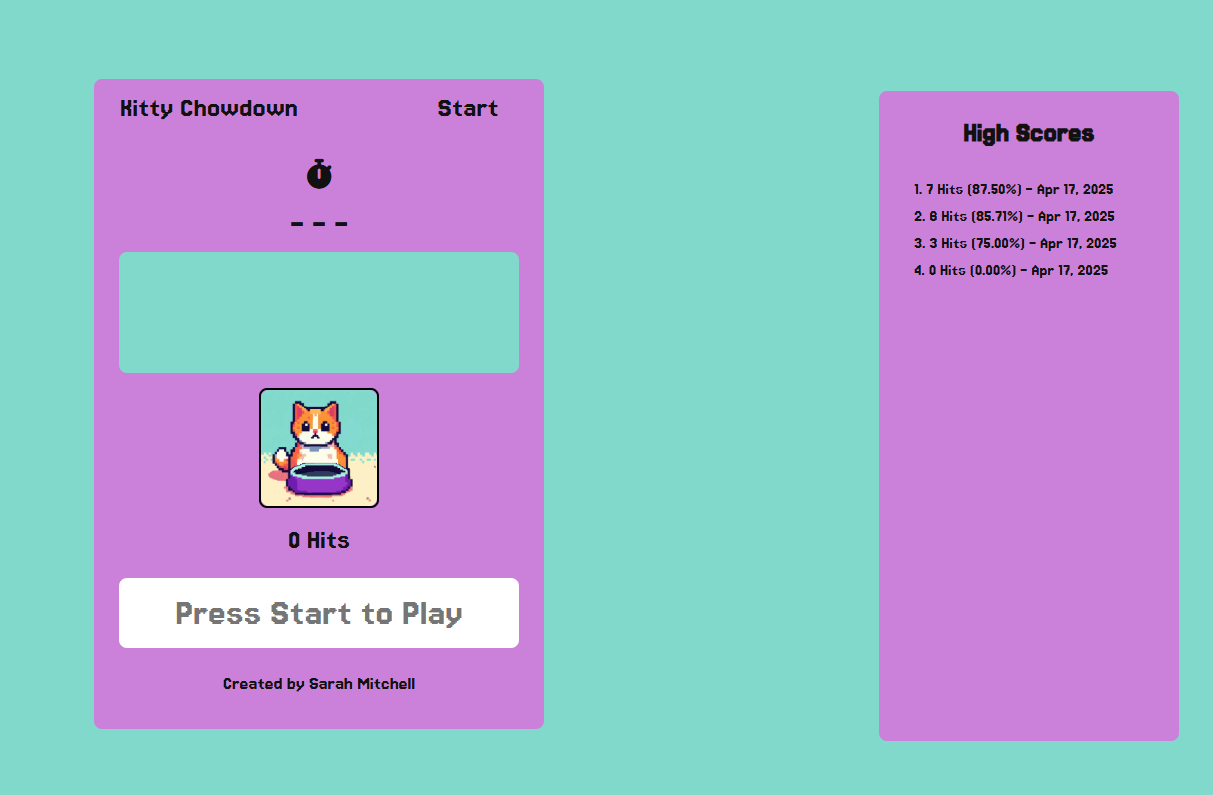 Kitty Chowdown
Start
---
0 Hits
Press Start to Play
Created by Sarah Mitchell
High Scores
1. 7 Hits (87.50%) - Apr 17, 2025
2. 6 Hits (85.71%) - Apr 17, 2025
3. 3 Hits (75.00%) - Apr 17, 2025
4. 0 Hits (0.00%) - Apr 17, 2025